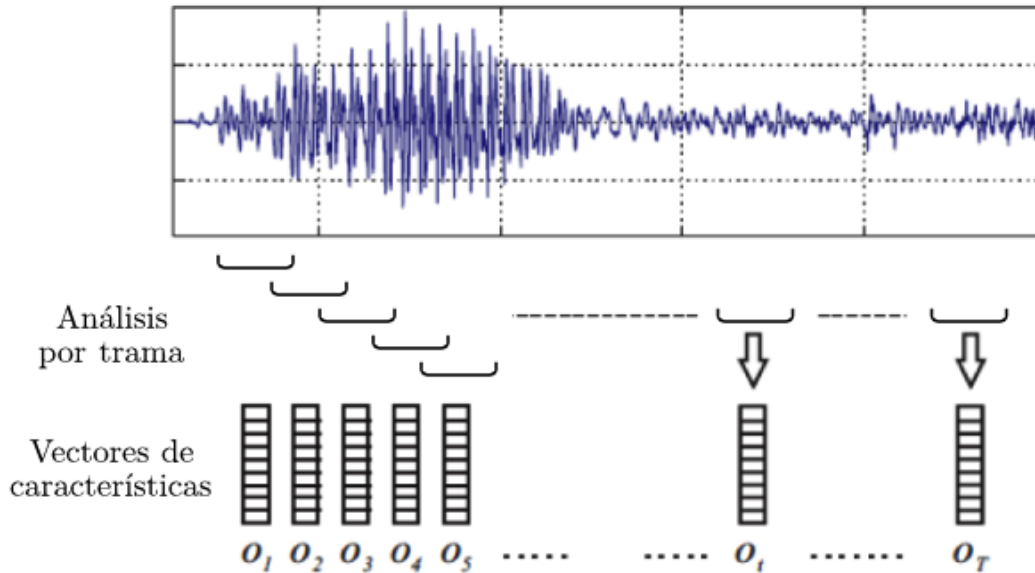 Análisis
por trama
Vectores de
características
O1 O2 O3 O4 O5 ...... ...... Ot ....... OT